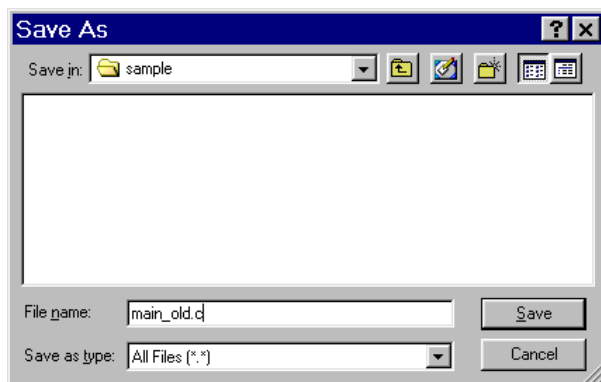 Save As
Save in: sample
File name: main_old.c Save
Save as type: All Files (*.*) Cancel